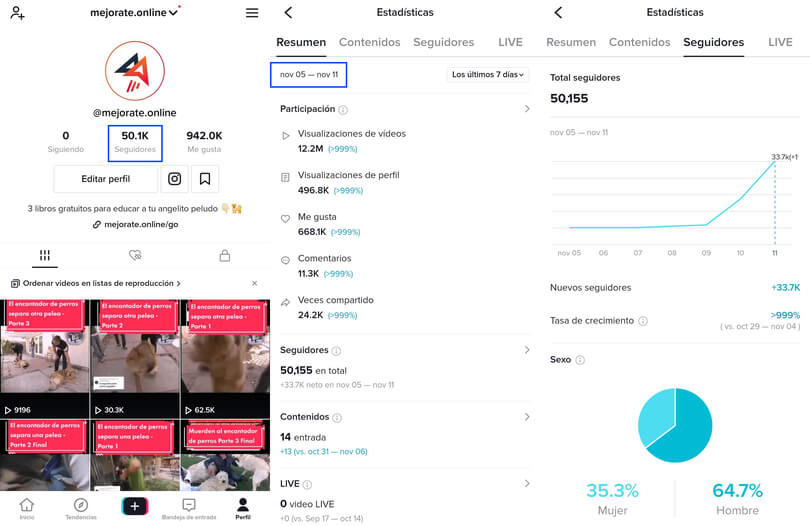 mejorate.online
@mejorate.online
0
Siguiendo
50.1K
Seguidores
942.0K
Me gusta
Editar perfil
3 libros gratuitos para educar a tu angelito peludo 👇🏻🐕
mejorate.online/go
Ordenar videos en listas de reproducción
El encantador de perros
separa otra pelea -
Parte 3
9196
El encantador de perros
separa otra pelea -
Parte 2
30.3K
El encantador de perros
separa otra pelea -
Parte 1
62.5K
El encantador de perros
separa una pelea -
Parte 2 Final
El encantador de perros
separa una pelea -
Parte 1
Muerden al encantador
de perros Parte 3 Final
Inicio
Tendencias
Bandeja de entrada
Perfil
Estadísticas
Resumen
Contenidos
Seguidores
LIVE
nov 05 — nov 11
Los últimos 7 días
Participación
Visualizaciones de vídeos
12.2M (>999%)
Visualizaciones de perfil
496.8K (>999%)
Me gusta
668.1K (>999%)
Comentarios
11.3K (>999%)
Veces compartido
24.2K (>999%)
Seguidores
50,155 en total
+33.7K neto en nov 05 — nov 11
Contenidos
14 entrada
+13 (vs. oct 31 — nov 06)
LIVE
0 video LIVE
+0 (vs. Sep 17 — oct 14)
Estadísticas
Resumen
Contenidos
Seguidores
LIVE
Total seguidores
50,155
nov 05 — nov 11
33.7k(+1
nov 05 06 07 08 09 10 11
Nuevos seguidores +33.7K
Tasa de crecimiento >999%
( vs. oct 29 — nov 04 )
Sexo
35.3%
Mujer
64.7%
Hombre